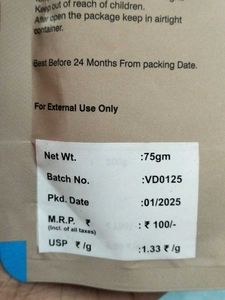 Keep out of reach of children.
After open the package keep in airtight
container.
Best Before 24 Months From packing Date.
For External Use Only
Net Wt. :75gm
Batch No. :VD0125
Pkd. Date :01/2025
M.R.P. ₹ :₹ 100/-
(Incl. of all taxes)
USP ₹ /g :1.33 ₹ /g